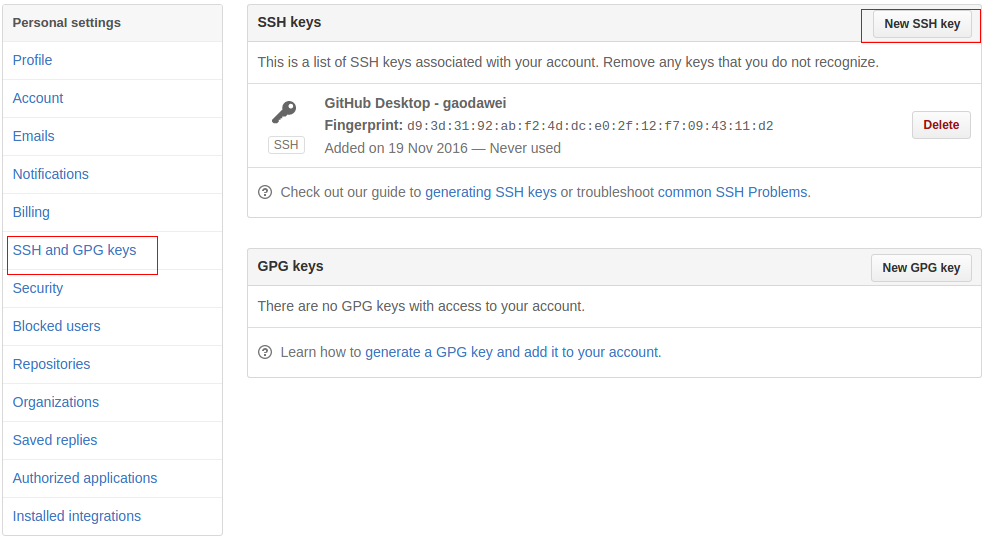 Personal settings
Profile
Account
Emails
Notifications
Billing
SSH and GPG keys
Security
Blocked users
Repositories
Organizations
Saved replies
Authorized applications
Installed integrations
SSH keys
New SSH key
This is a list of SSH keys associated with your account. Remove any keys that you do not recognize.
GitHub Desktop - gaodawei
Fingerprint: d9:3d:31:92:ab:f2:4d:dc:e0:2f:12:f7:09:43:11:d2
SSH
Added on 19 Nov 2016 — Never used
Delete
Check out our guide to generating SSH keys or troubleshoot common SSH Problems.
GPG keys
New GPG key
There are no GPG keys with access to your account.
Learn how to generate a GPG key and add it to your account.